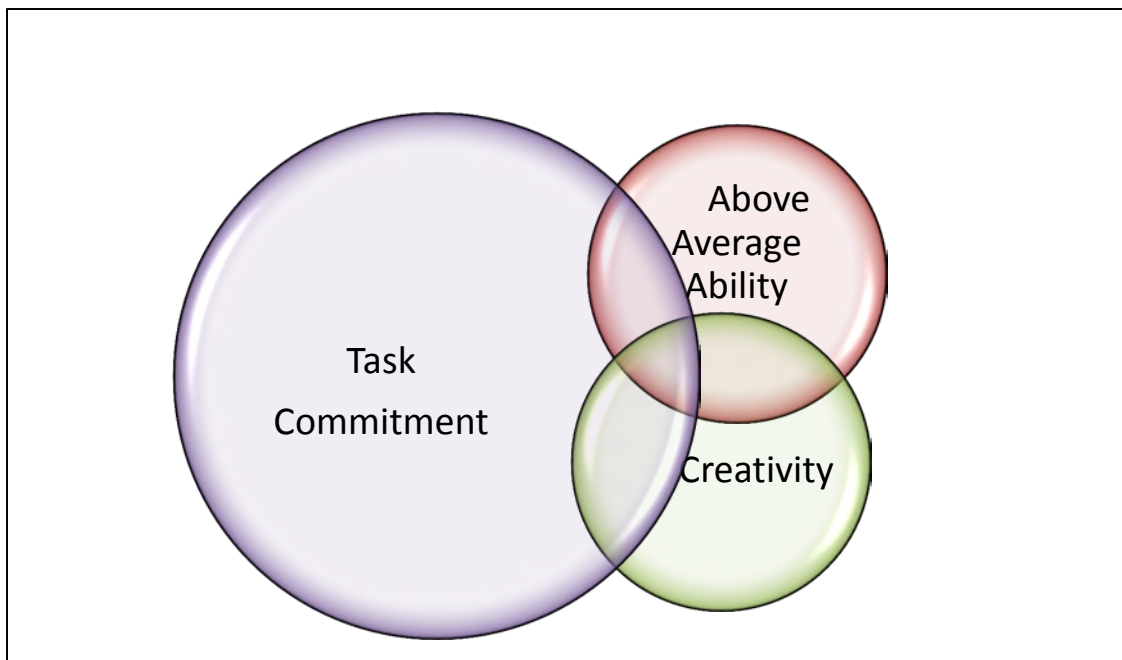 Above
Average
Ability
Task
Commitment
Creativity